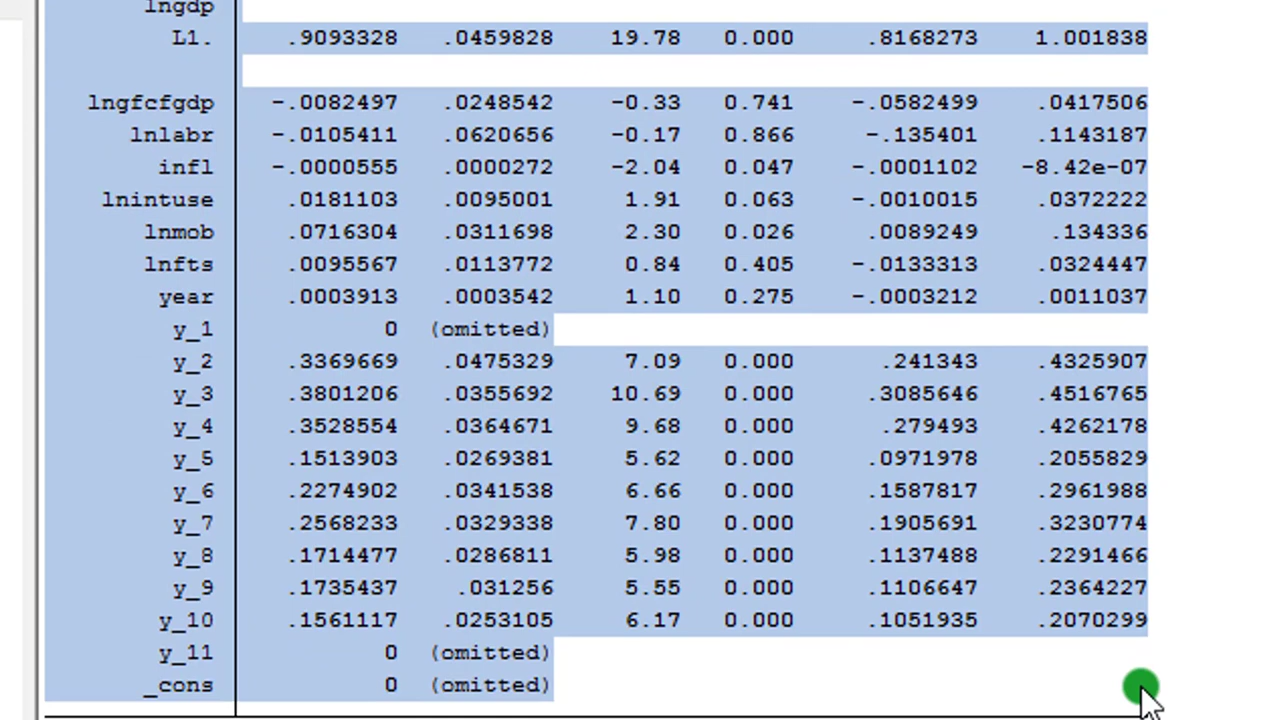 lngdp
L1. .9093328 .0459828 19.78 0.000 .8168273 1.001838
lngfcfgdp -.0082497 .0248542 -0.33 0.741 -.0582499 .0417506
lnlabr -.0105411 .0620656 -0.17 0.866 -.135401 .1143187
infl -.0000555 .0000272 -2.04 0.047 -.0001102 -8.42e-07
lnintuse .0181103 .0095001 1.91 0.063 -.0010015 .0372222
lnmob .0716304 .0311698 2.30 0.026 .0089249 .134336
lnfts .0095567 .0113772 0.84 0.405 -.0133313 .0324447
year .0003913 .0003542 1.10 0.275 -.0003212 .0011037
y_1 0 (omitted)
y_2 .3369669 .0475329 7.09 0.000 .241343 .4325907
y_3 .3801206 .0355692 10.69 0.000 .3085646 .4516765
y_4 .3528554 .0364671 9.68 0.000 .279493 .4262178
y_5 .1513903 .0269381 5.62 0.000 .0971978 .2055829
y_6 .2274902 .0341538 6.66 0.000 .1587817 .2961988
y_7 .2568233 .0329338 7.80 0.000 .1905691 .3230774
y_8 .1714477 .0286811 5.98 0.000 .1137488 .2291466
y_9 .1735437 .031256 5.55 0.000 .1106647 .2364227
y_10 .1561117 .0253105 6.17 0.000 .1051935 .2070299
y_11 0 (omitted)
_cons 0 (omitted)